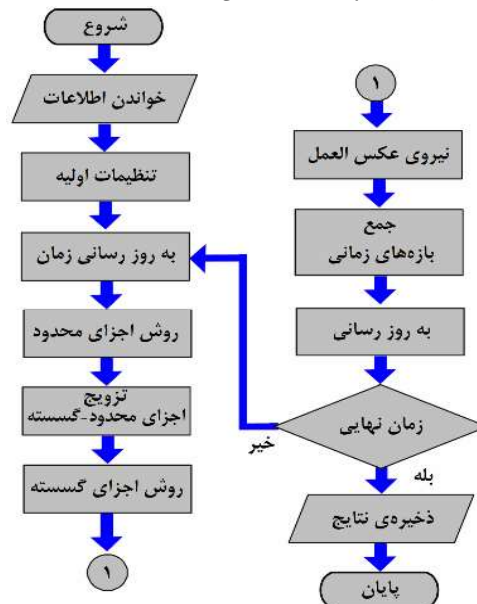 شروع
خواندن اطلاعات
تنظیمات اولیه
به روز رسانی زمان
روش اجزای محدود
تزویج
اجزای محدود-گسسته
روش اجزای گسسته
۱
۱
نیروی عکس العمل
جمع
بازه‌های زمانی
به روز رسانی
زمان نهایی
خیر
بله
ذخیره‌ی نتایج
پایان